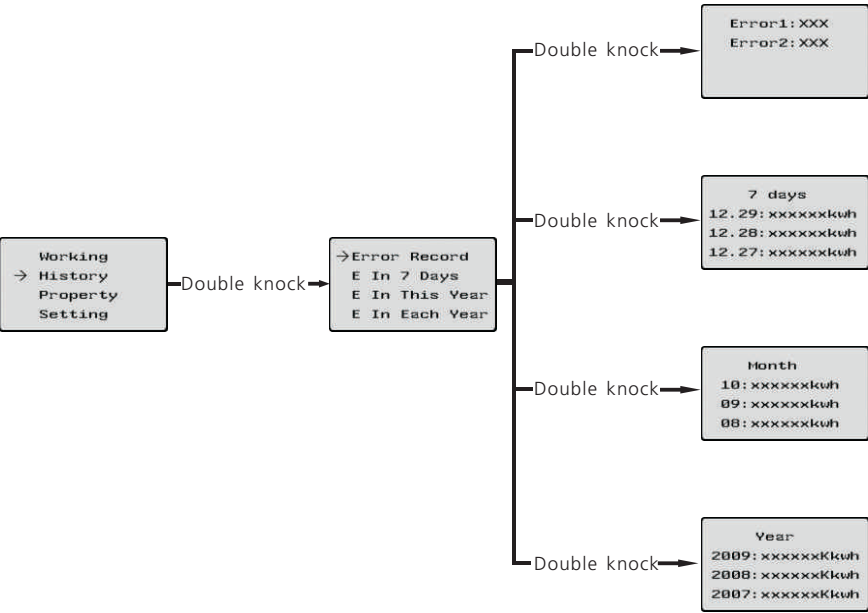 Working
→ History
Property
Setting
Double knock
→Error Record
E In 7 Days
E In This Year
E In Each Year
Double knock
Error1:XXX
Error2:XXX
Double knock
7 days
12.29:xxxxxxkwh
12.28:xxxxxxkwh
12.27:xxxxxxkwh
Double knock
Month
10:xxxxxxkwh
09:xxxxxxkwh
08:xxxxxxkwh
Double knock
Year
2009:xxxxxxKkwh
2008:xxxxxxKkwh
2007:xxxxxxKkwh